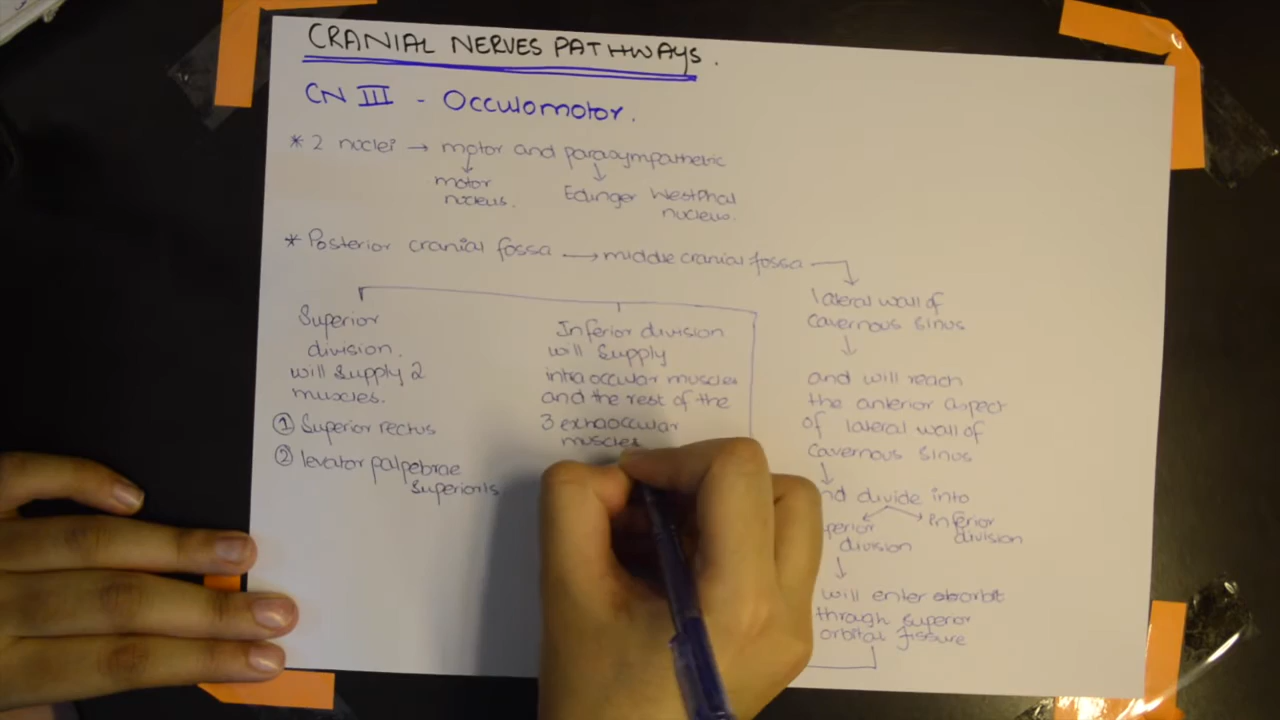 CRANIAL NERVES PATHWAYS.
CN III - Occulomotor.
* 2 nuclei → motor and parasympathetric
motor
nucleus.
Edinger Westphal
nucleus.
* Posterior cranial fossa → middle cranial fossa
lateral wall of
cavernous sinus
and will reach
the anterior aspect
of lateral wall of
cavernous sinus
divide into
division
Inferior
division
will enter
through superior
orbital fissure
Superior
division.
will supply 2
muscles.
① Superior rectus
② levator palpebrae
superioris
Inferior division
will supply
intraoccular muscles
and the rest of the
3 extraoccular
muscles